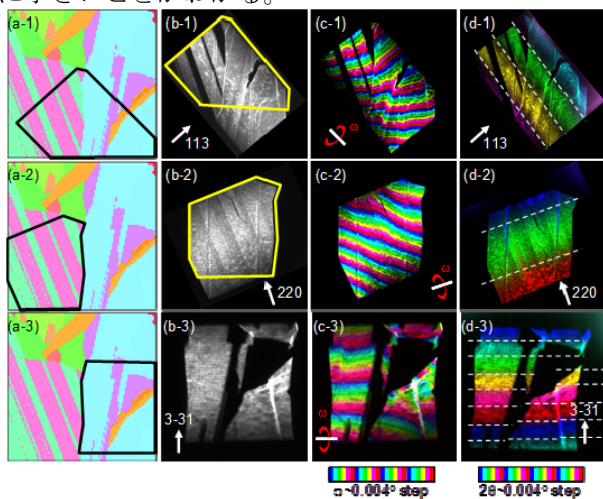 (a-1) (b-1) (c-1) (d-1)
113 ω 113
(a-2) (b-2) (c-2) (d-2)
220 ω 220
(a-3) (b-3) (c-3) (d-3)
3-31 ω 3-31
~0.004° step 2θ~0.004° step